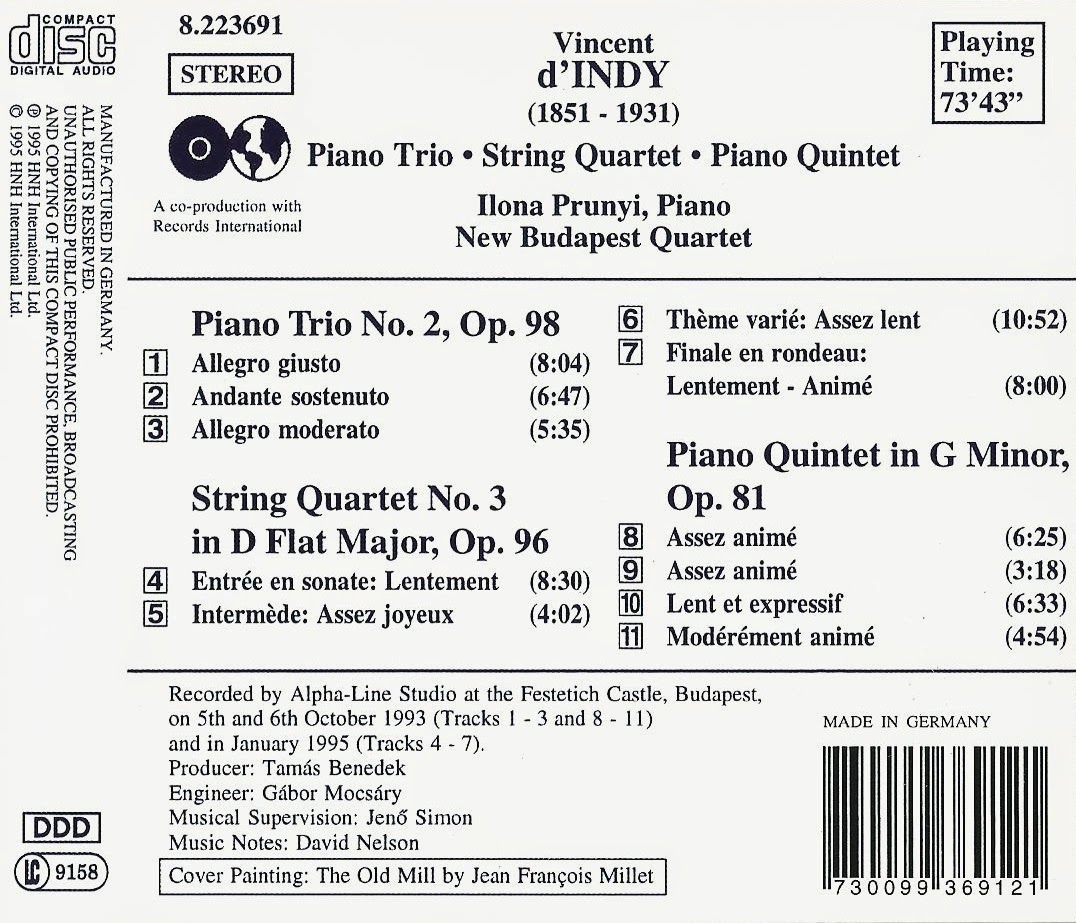 COMPACT
disc
DIGITAL AUDIO
8.223691
STEREO
A co-production with
Records International
Vincent
d'INDY
(1851 - 1931)
Piano Trio • String Quartet • Piano Quintet
Ilona Prunyi, Piano
New Budapest Quartet
Playing
Time:
73'43”
MANUFACTURED IN GERMANY.
ALL RIGHTS RESERVED.
UNAUTHORISED PUBLIC PERFORMANCE, BROADCASTING
AND COPYING OF THIS COMPACT DISC PROHIBITED.
℗ 1995 HNH International Ltd.
© 1995 HNH International Ltd.
Piano Trio No. 2, Op. 98
1 Allegro giusto (8:04)
2 Andante sostenuto (6:47)
3 Allegro moderato (5:35)
String Quartet No. 3
in D Flat Major, Op. 96
4 Entrée en sonate: Lentement (8:30)
5 Intermède: Assez joyeux (4:02)
6 Thème varié: Assez lent (10:52)
7 Finale en rondeau:
Lentement - Animé (8:00)
Piano Quintet in G Minor,
Op. 81
8 Assez animé (6:25)
9 Assez animé (3:18)
10 Lent et expressif (6:33)
11 Modérément animé (4:54)
Recorded by Alpha-Line Studio at the Festetich Castle, Budapest,
on 5th and 6th October 1993 (Tracks 1 - 3 and 8 - 11)
and in January 1995 (Tracks 4 - 7).
Producer: Tamás Benedek
Engineer: Gábor Mocsáry
Musical Supervision: Jenő Simon
Music Notes: David Nelson
Cover Painting: The Old Mill by Jean François Millet
DDD
LC 9158
MADE IN GERMANY
730099 369121